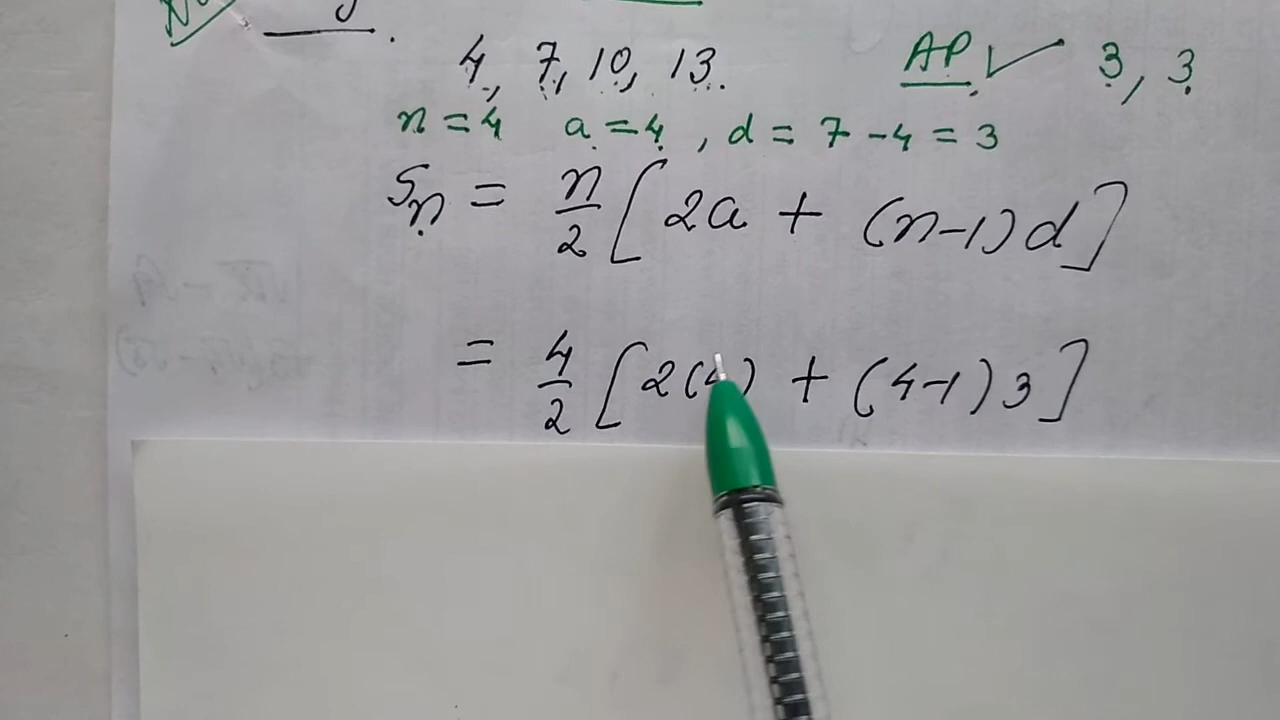 4, 7, 10, 13. AP ✓ 3, 3
n = 4 a = 4, d = 7 - 4 = 3
Sn = n/2 [2a + (n-1)d]
= 4/2 [2(4) + (4-1)3]